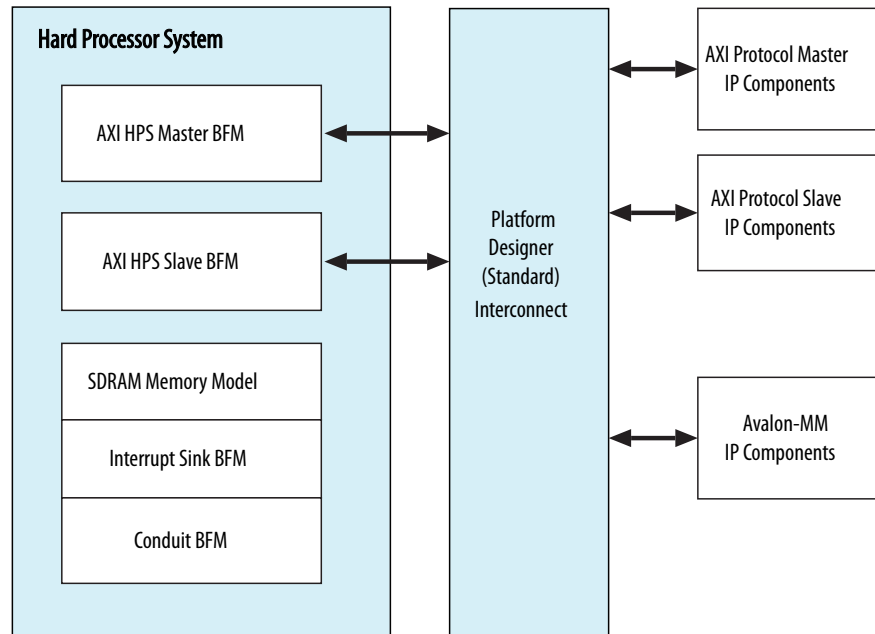 Hard Processor System
AXI HPS Master BFM
AXI HPS Slave BFM
SDRAM Memory Model
Interrupt Sink BFM
Conduit BFM
Platform
Designer
(Standard)
Interconnect
AXI Protocol Master
IP Components
AXI Protocol Slave
IP Components
Avalon-MM
IP Components